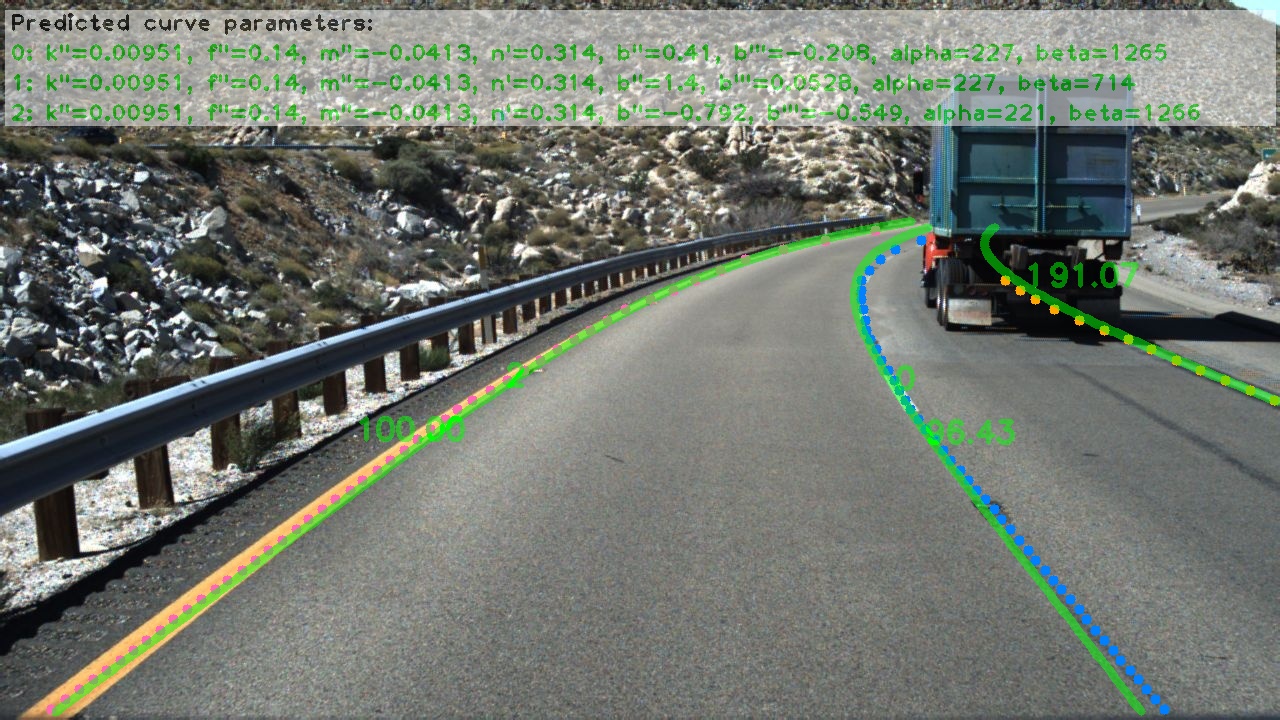 Predicted curve parameters:
0: k''=0.00951, f''=0.14, m''=-0.0413, n'=0.314, b''=0.41, b'''=-0.208, alpha=227, beta=1265
1: k''=0.00951, f''=0.14, m''=-0.0413, n'=0.314, b''=1.4, b'''=0.0528, alpha=227, beta=714
2: k''=0.00951, f''=0.14, m''=-0.0413, n'=0.314, b''=-0.792, b'''=-0.549, alpha=221, beta=1266
191.07
2
0
100.00
96.43